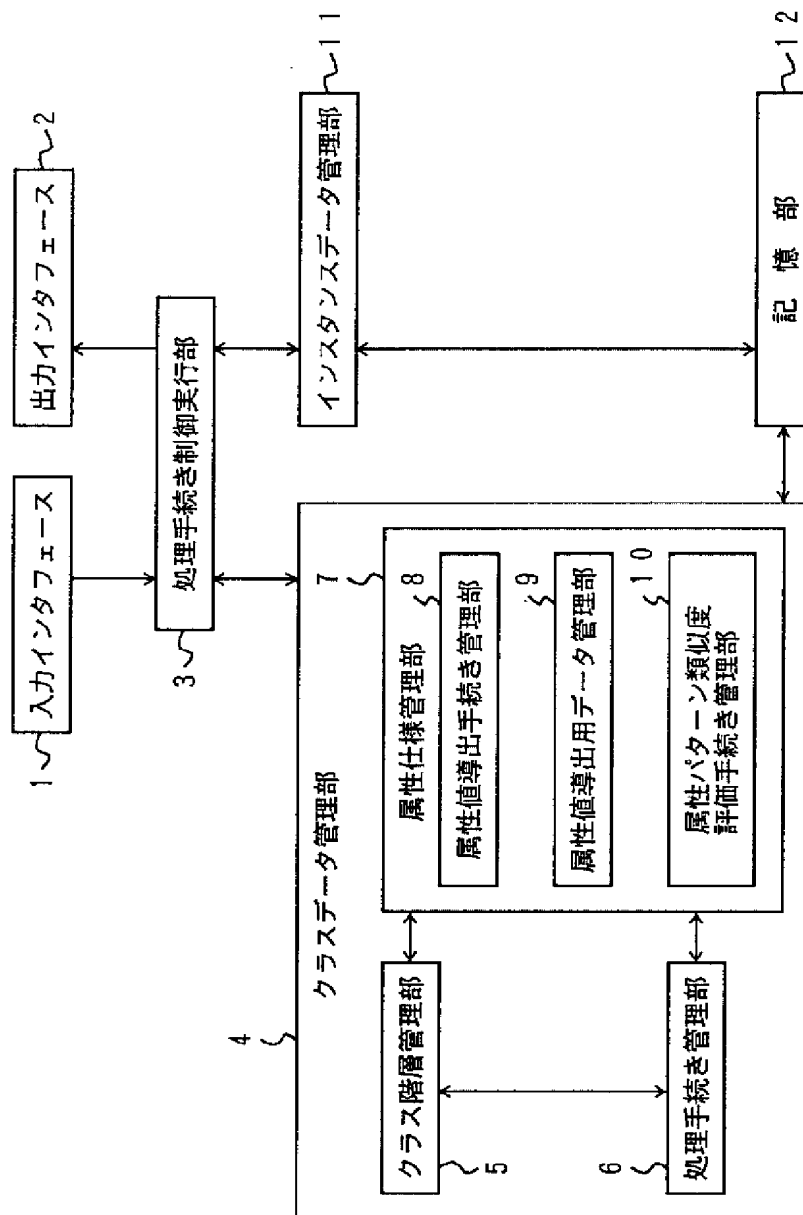 1
入力インタフェース
2
出力インタフェース
3
処理手続き制御実行部
4
クラスデータ管理部
11
インスタンスデータ管理部
5
クラス階層管理部
7
属性仕様管理部
8
属性値導出手続き管理部
9
属性値導出用データ管理部
6
処理手続き管理部
10
属性パターン類似度
評価手続き管理部
12
記憶部